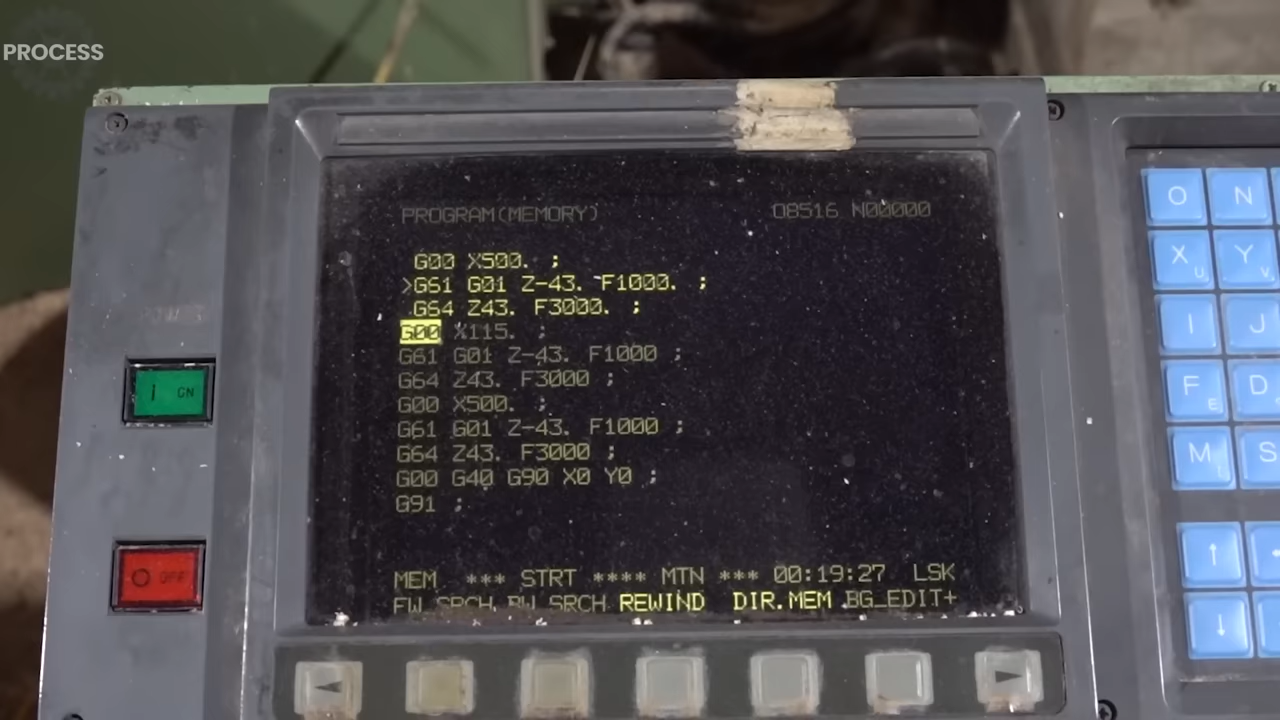 PROCESS
PROGRAM(MEMORY) O8516 N00000
G00 X500. ;
>G61 G01 Z-43. F1000. ;
G64 Z43. F3000. ;
G00 X115. ;
G61 G01 Z-43. F1000 ;
G64 Z43. F3000 ;
G00 X500. ;
G61 G01 Z-43. F1000 ;
G64 Z43. F3000 ;
G00 G40 G90 X0 Y0 ;
G91 ;
MEM *** STRT **** MTN *** 00:19:27 LSK
FW SRCH BW SRCH REWIND DIR.MEM BG_EDIT+
POWER
I ON
O OFF
O N
X U Y V
I J
F E D
M S
↑
↓